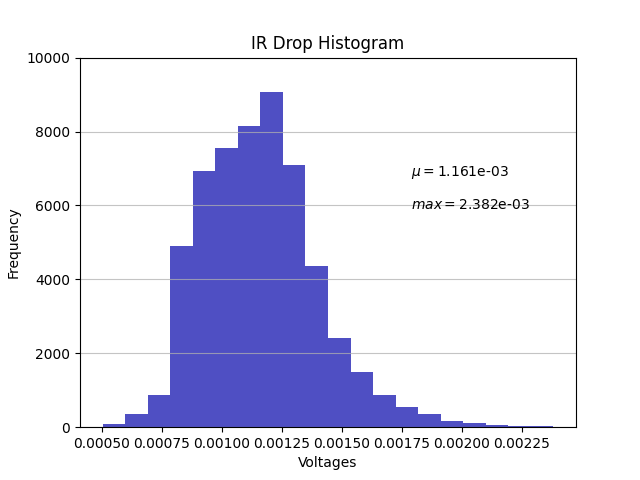 IR Drop Histogram
10000
8000
6000
4000
2000
0
Frequency
μ = 1.161e-03
max = 2.382e-03
0.00050 0.00075 0.00100 0.00125 0.00150 0.00175 0.00200 0.00225
Voltages